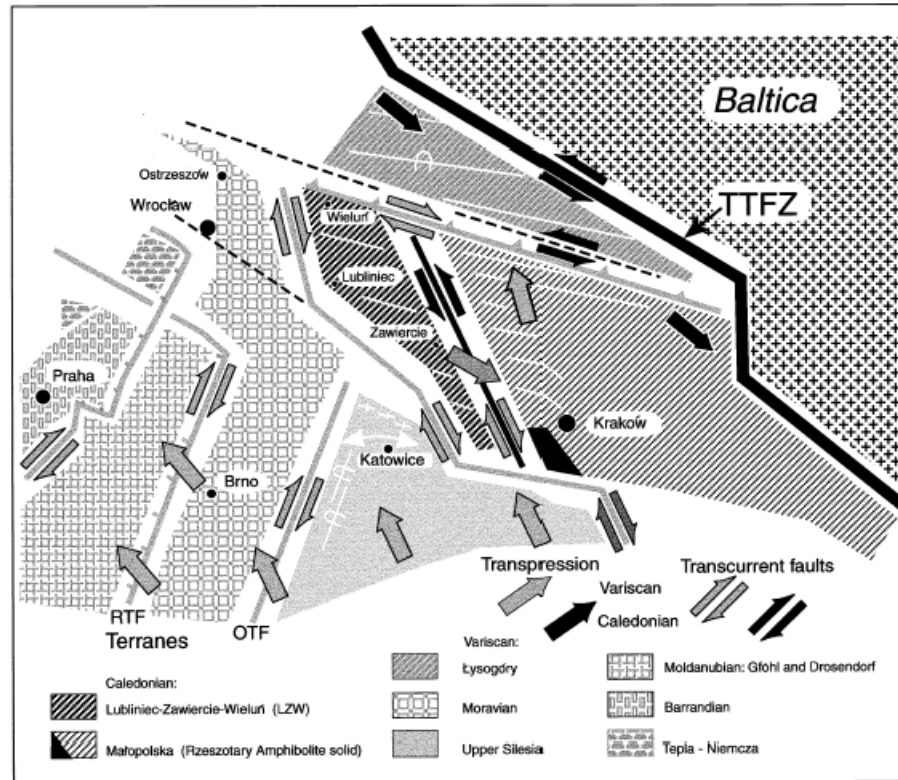 Baltica
TTFZ
Ostrzeszów
Wrocław
Wieluń
Lubliniec
Zawiercie
Praha
Kraków
Katowice
Brno
Transpression
Transcurrent faults
Variscan
Caledonian
RTF
OTF
Terranes
Caledonian:
Lubliniec-Zawiercie-Wieluń (LZW)
Małopolska (Rzeszotary Amphibolite solid)
Variscan:
Łysogóry
Moravian
Upper Silesia
Moldanubian: Gföhl and Drosendorf
Barrandian
Tepla - Niemcza